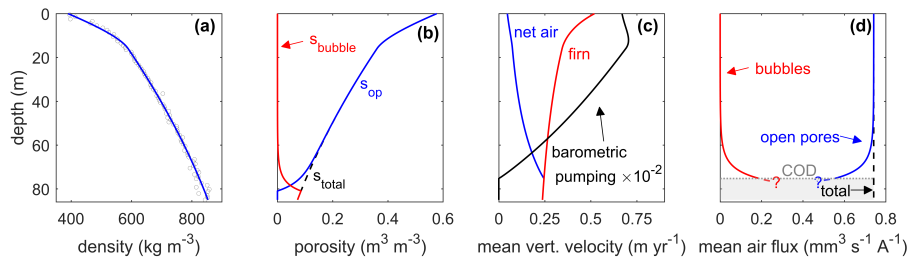 (a)
(b)
(c)
(d)
0
20
40
60
80
depth (m)
400
600
800
density (kg m⁻³)
s_bubble
s_op
s_total
0
0.2
0.4
0.6
porosity (m³ m⁻³)
net air
firn
barometric
pumping ×10⁻²
0
0.25
0.5
0.75
1
mean vert. velocity (m yr⁻¹)
bubbles
open pores
COD
?
?
total
0
0.2
0.4
0.6
0.8
mean air flux (mm³ s⁻¹ A⁻¹)